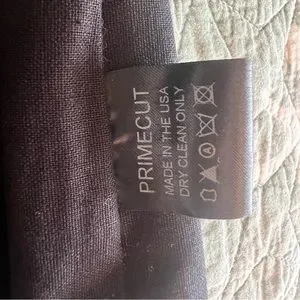 PRIMECUT
MADE IN THE USA
DRY CLEAN ONLY
A